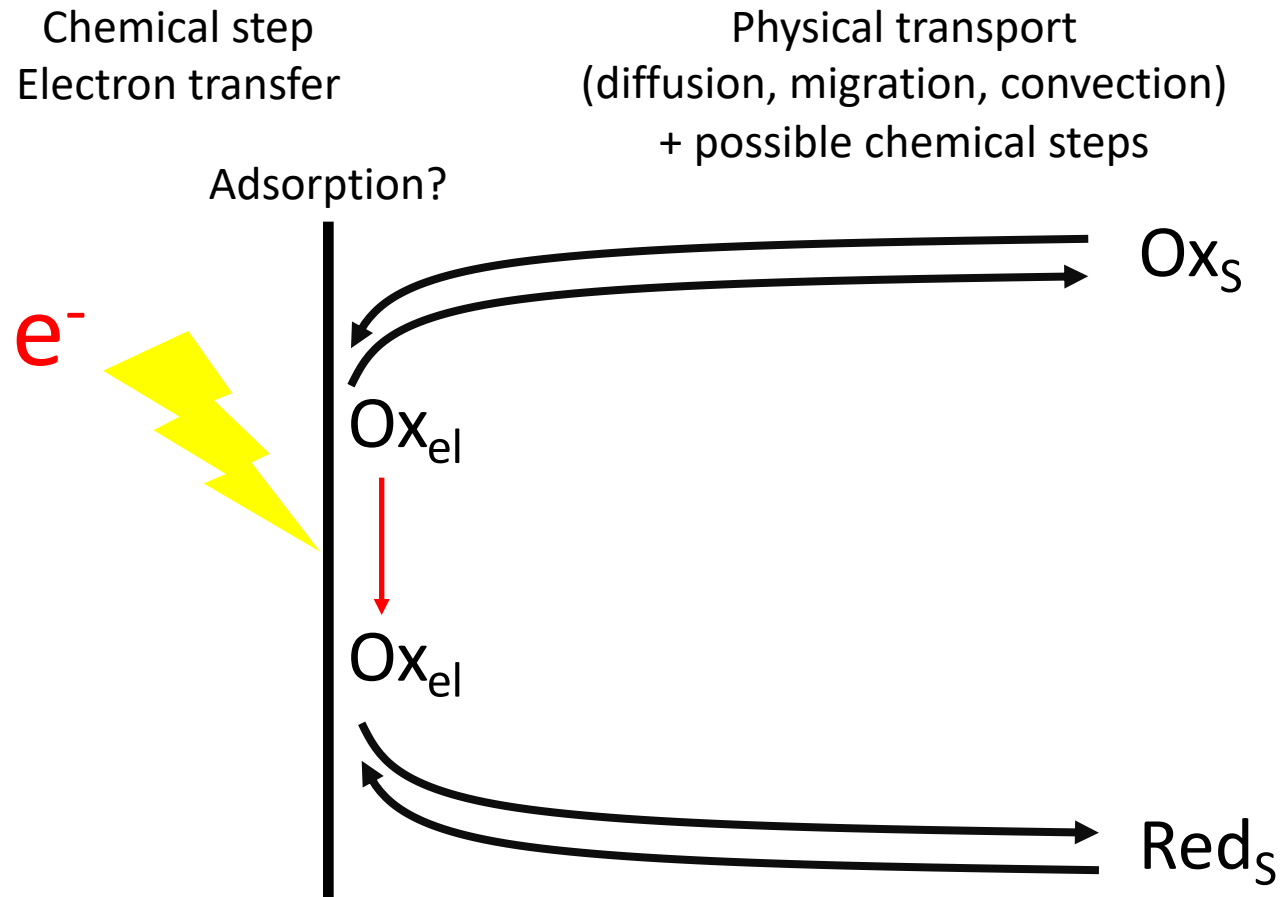 Chemical step
Electron transfer
Physical transport
(diffusion, migration, convection)
+ possible chemical steps
Adsorption?
Ox_S
e⁻
Ox_el
Ox_el
Red_S